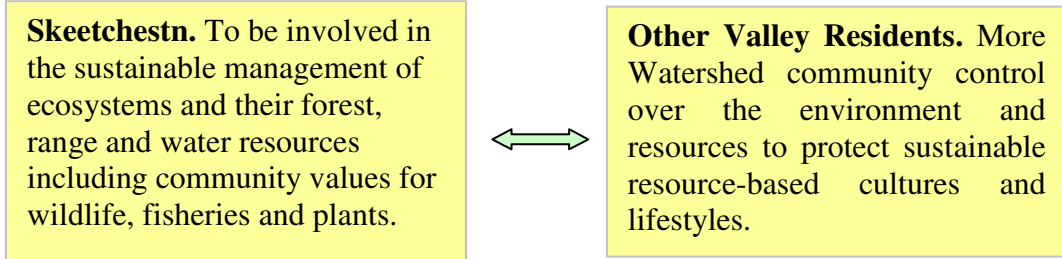 Skeetchestn. To be involved in
the sustainable management of
ecosystems and their forest,
range and water resources
including community values for
wildlife, fisheries and plants.
Other Valley Residents. More
Watershed community control
over the environment and
resources to protect sustainable
resource-based cultures and
lifestyles.